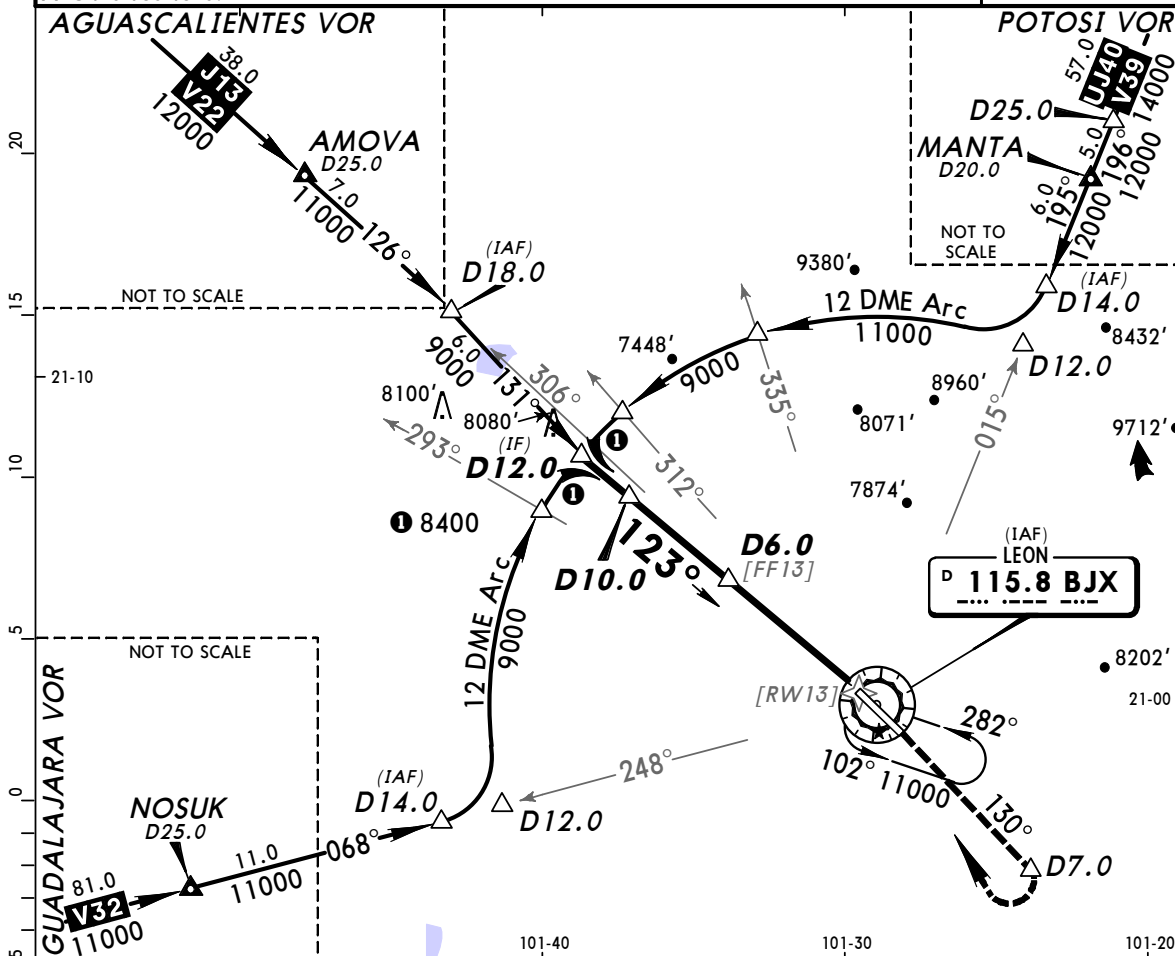 AGUASCALIENTES VOR
POTOSI VOR
38.0
J13
V22
12000
57.0
UJ40
V39
14000
D25.0
5.0
196°
12000
AMOVA
D25.0
7.0
11000
126°
MANTA
D20.0
6.0
195°
12000
NOT TO
SCALE
20
(IAF)
D18.0
NOT TO SCALE
15
9380'
(IAF)
D14.0
12 DME Arc
11000
8432'
D12.0
7448'
9000
6.0
9000
131°
306°
335°
21-10
8100'
8080'
8960'
8071'
015°
9712'
293°
(IF)
D12.0
1
312°
10
7874'
1
1 8400
123°
D10.0
D6.0
[FF13]
(IAF)
LEON
D 115.8 BJX
12 DME Arc
9000
5
NOT TO SCALE
8202'
21-00
[RW13]
282°
102° 11000
248°
GUADALAJARA VOR
(IAF)
D14.0
D12.0
0
NOSUK
D25.0
11.0
11000
068°
130°
D7.0
81.0
V32
11000
5
101-40
101-30
101-20